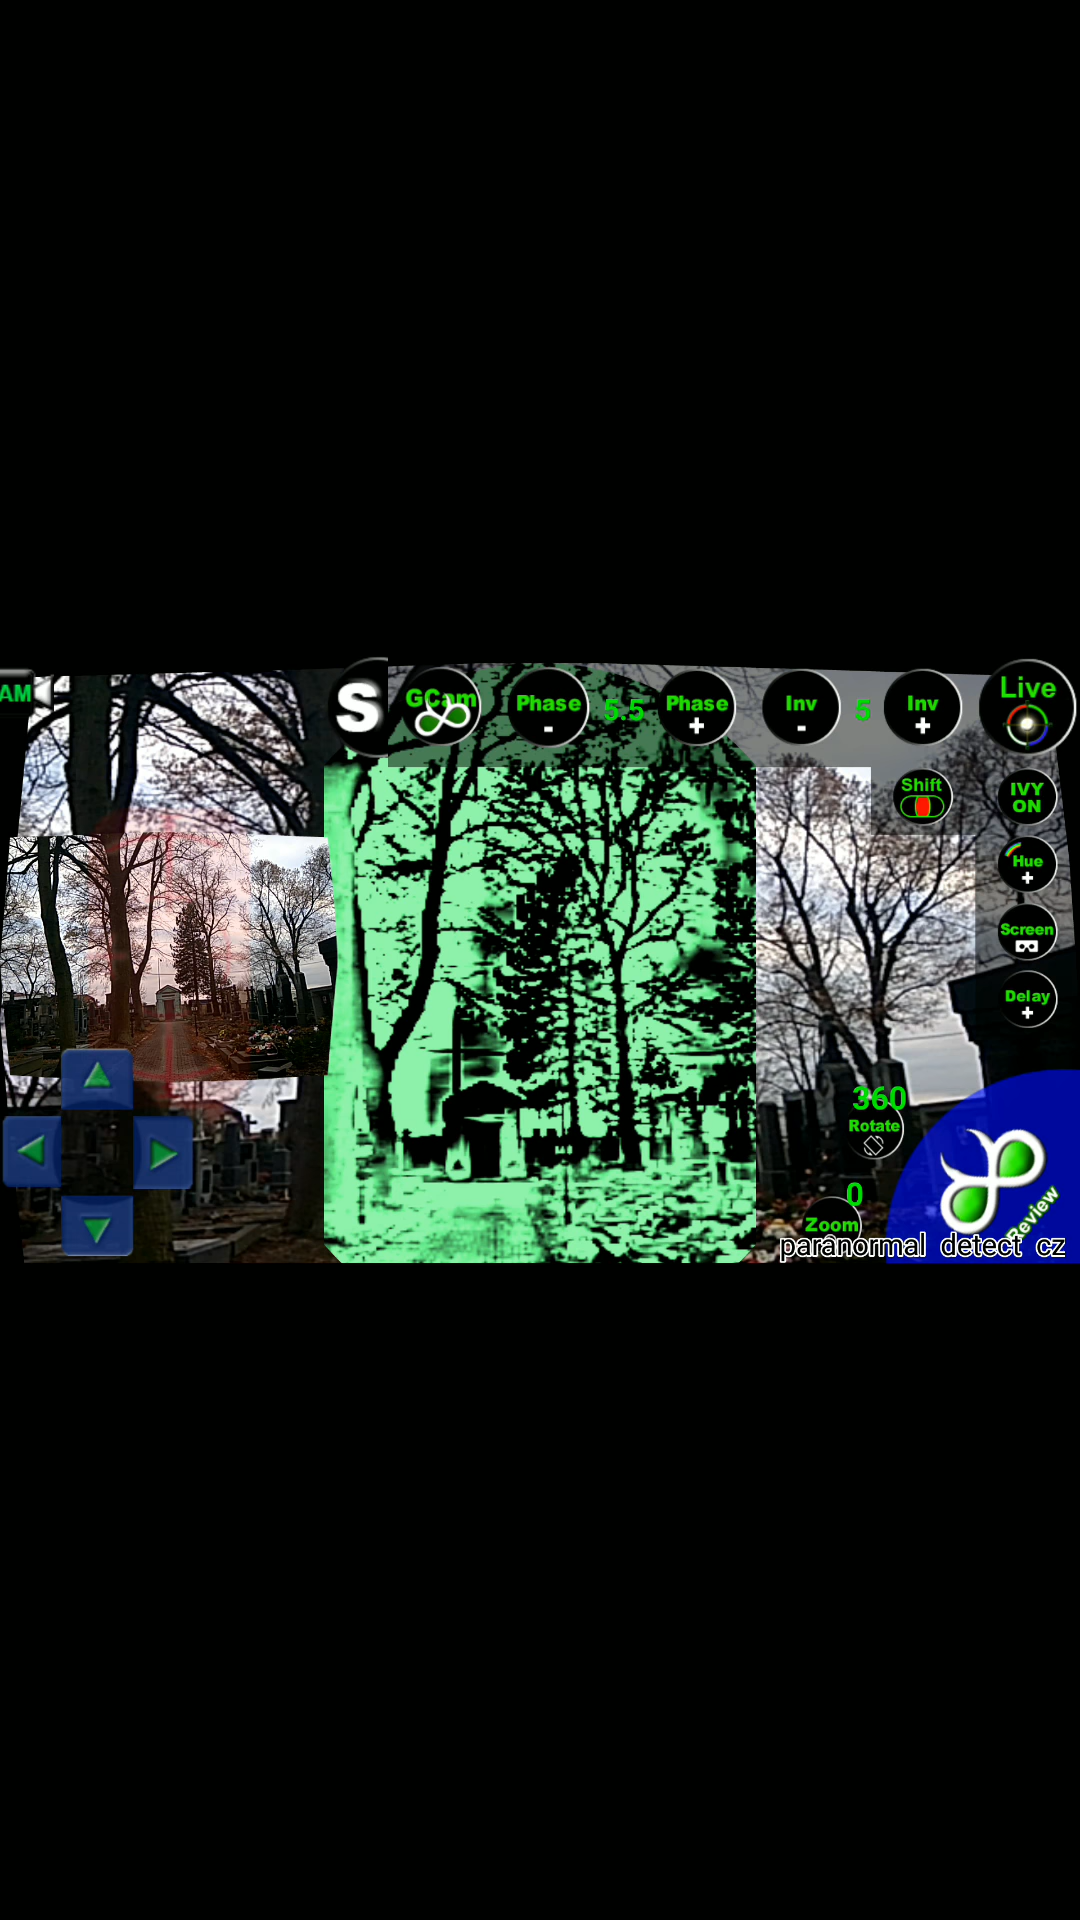 AM
S
GCam
Phase
-
5.5
Phase
+
Inv
-
5
Inv
+
Live
Shift
IVY
ON
Hue
+
Screen
Delay
+
360
Rotate
0
Zoom
Review
paranormal detect cz